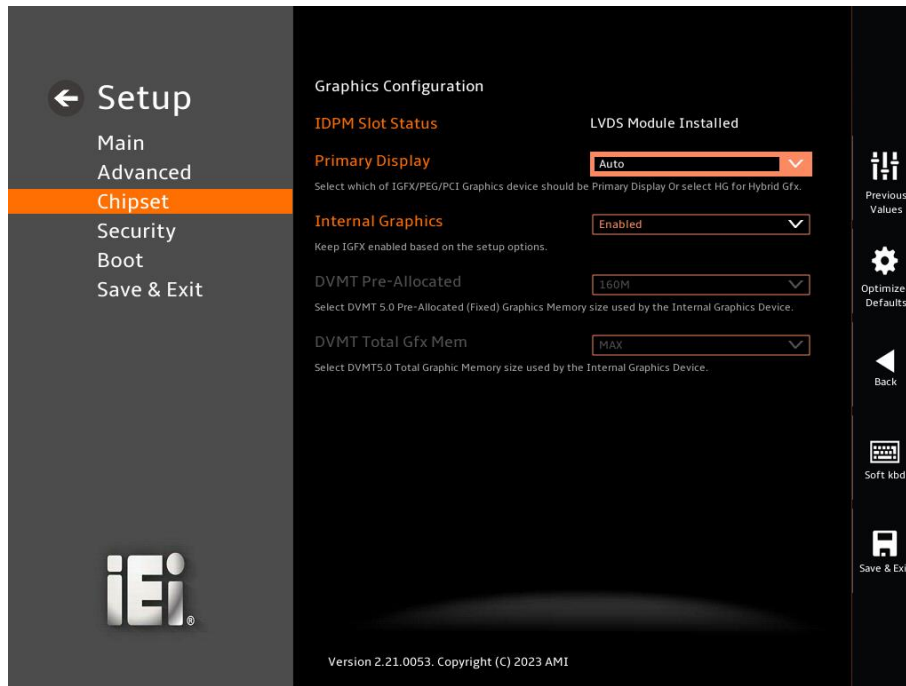 Setup
Main
Advanced
Chipset
Security
Boot
Save & Exit
iEi®
Graphics Configuration
IDPM Slot Status LVDS Module Installed
Primary Display Auto
Select which of IGFX/PEG/PCI Graphics device should be Primary Display Or select HG for Hybrid Gfx.
Internal Graphics Enabled
Keep IGFX enabled based on the setup options.
DVMT Pre-Allocated 160M
Select DVMT 5.0 Pre-Allocated (Fixed) Graphics Memory size used by the Internal Graphics Device.
DVMT Total Gfx Mem MAX
Select DVMT5.0 Total Graphic Memory size used by the Internal Graphics Device.
Version 2.21.0053. Copyright (C) 2023 AMI
Previous
Values
Optimize
Defaults
Back
Soft kbd
Save & Exi